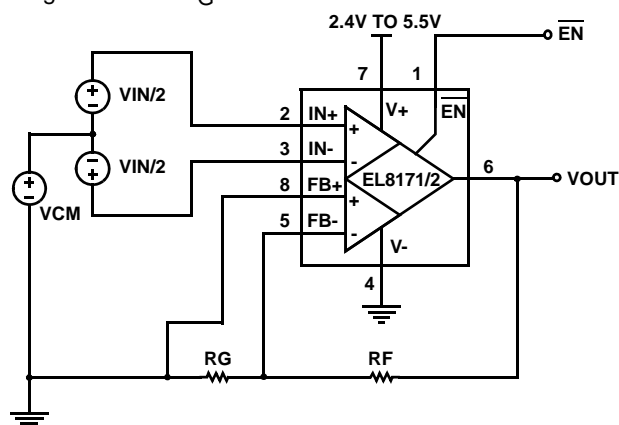 G
2.4V TO 5.5V
EN
7
1
VIN/2
2
IN+
V+
EN
+
-
3
IN-
+
-
VIN/2
-
+
8
FB+
EL8171/2
6
VOUT
+
-
VCM
+
5
FB-
-
V-
4
RG
RF